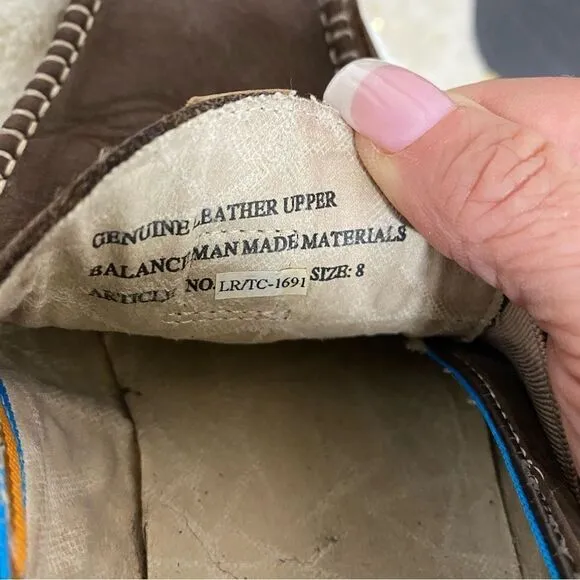 GENUINE LEATHER UPPER
BALANCE MAN MADE MATERIALS
ARTICLE NO. LR/TC-1691 SIZE: 8